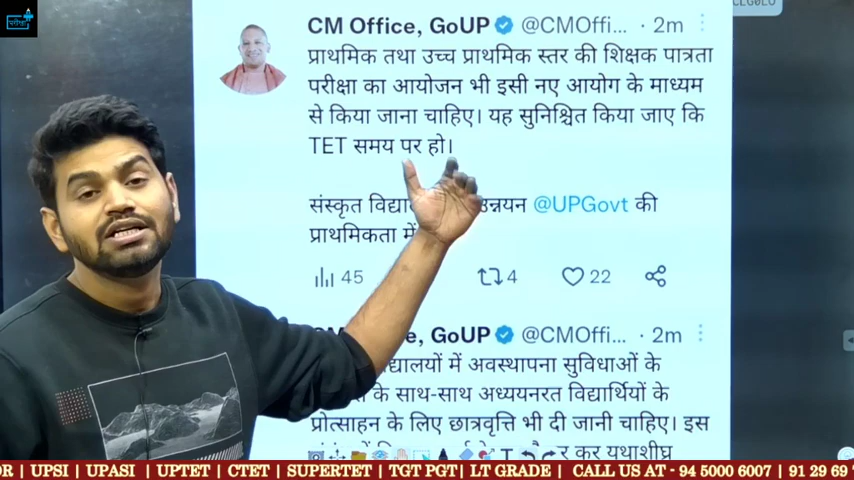 परीक्षा
CM Office, GoUP @CMOffi... · 2m
प्राथमिक तथा उच्च प्राथमिक स्तर की शिक्षक पात्रता
परीक्षा का आयोजन भी इसी नए आयोग के माध्यम
से किया जाना चाहिए। यह सुनिश्चित किया जाए कि
TET समय पर हो।
संस्कृत उन्नयन @UPGovt की
प्राथमिकता में
45 4 22
e, GoUP @CMOffi... · 2m
में अवस्थापना सुविधाओं के
के साथ-साथ अध्ययनरत विद्यार्थियों के
प्रोत्साहन के लिए छात्रवृत्ति भी दी जानी चाहिए। इस
कर यथाशीघ्र
OR | UPSI | UPASI | UPTET | CTET | SUPERTET | TGT PGT| LT GRADE | CALL US AT - 94 5000 6007 | 91 29 69